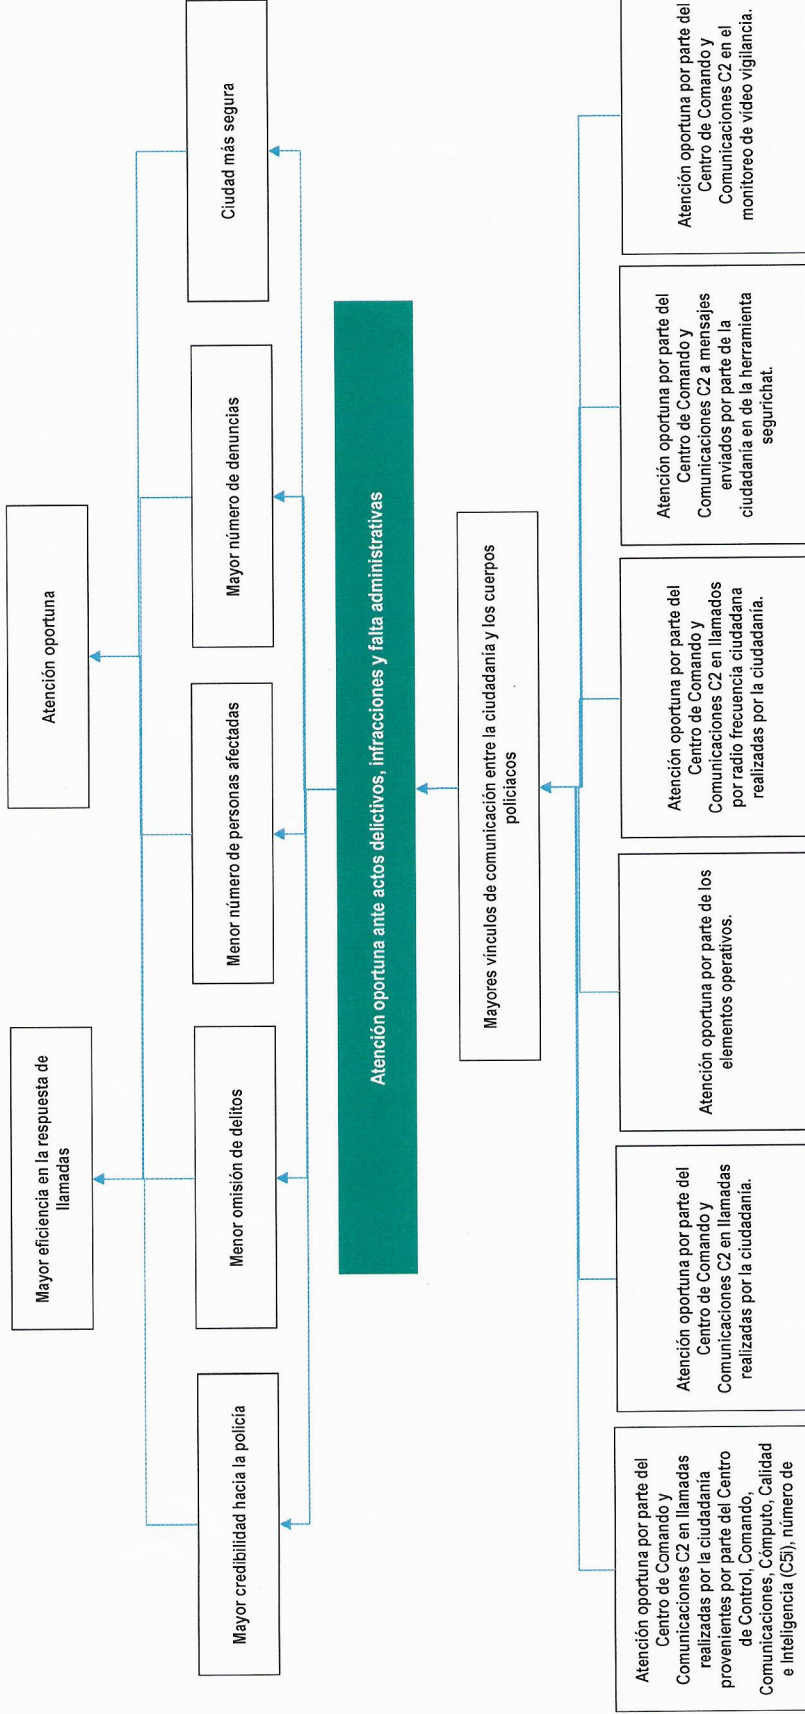 Mayor eficiencia en la respuesta de
llamadas
Atención oportuna
Mayor credibilidad hacia la policía
Menor omisión de delitos
Menor número de personas afectadas
Mayor número de denuncias
Ciudad más segura
Atención oportuna ante actos delictivos, infracciones y falta administrativas
Mayores vínculos de comunicación entre la ciudadanía y los cuerpos
policiacos
Atención oportuna por parte del
Centro de Comando y
Comunicaciones C2 en llamadas
realizadas por la ciudadanía
provenientes por parte del Centro
de Control, Comando,
Comunicaciones, Cómputo, Calidad
e Inteligencia (C5i), número de
Atención oportuna por parte del
Centro de Comando y
Comunicaciones C2 en llamadas
realizadas por la ciudadanía.
Atención oportuna por parte de los
elementos operativos.
Atención oportuna por parte del
Centro de Comando y
Comunicaciones C2 en llamados
por radio frecuencia ciudadana
realizadas por la ciudadanía.
Atención oportuna por parte del
Centro de Comando y
Comunicaciones C2 a mensajes
enviados por parte de la
ciudadanía en de la herramienta
segurichat.
Atención oportuna por parte del
Centro de Comando y
Comunicaciones C2 en el
monitoreo de vídeo vigilancia.